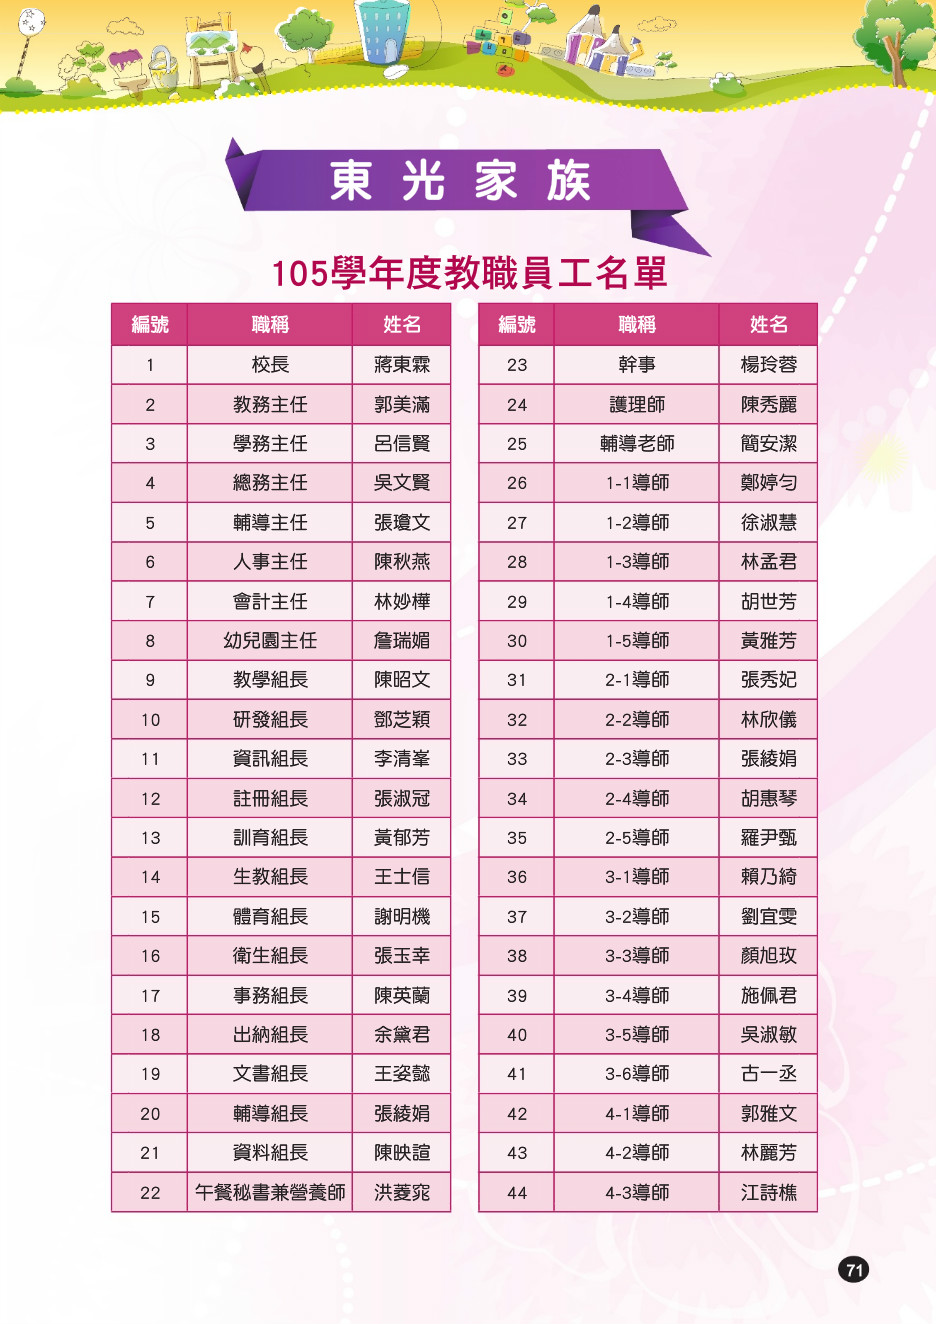 東光家族
105學年度教職員工名單
編號 職稱 姓名
1 校長 蔣東霖
2 教務主任 郭美滿
3 學務主任 呂信賢
4 總務主任 吳文賢
5 輔導主任 張瓊文
6 人事主任 陳秋燕
7 會計主任 林妙樺
8 幼兒園主任 詹瑞媚
9 教學組長 陳昭文
10 研發組長 鄧芝穎
11 資訊組長 李清峯
12 註冊組長 張淑冠
13 訓育組長 黃郁芳
14 生教組長 王士信
15 體育組長 謝明機
16 衛生組長 張玉幸
17 事務組長 陳英蘭
18 出納組長 余黛君
19 文書組長 王姿懿
20 輔導組長 張綾娟
21 資料組長 陳映諠
22 午餐秘書兼營養師 洪菱窕
編號 職稱 姓名
23 幹事 楊玲蓉
24 護理師 陳秀麗
25 輔導老師 簡安潔
26 1-1導師 鄭婷勻
27 1-2導師 徐淑慧
28 1-3導師 林孟君
29 1-4導師 胡世芳
30 1-5導師 黃雅芳
31 2-1導師 張秀妃
32 2-2導師 林欣儀
33 2-3導師 張綾娟
34 2-4導師 胡惠琴
35 2-5導師 羅尹甄
36 3-1導師 賴乃綺
37 3-2導師 劉宜雯
38 3-3導師 顏旭玫
39 3-4導師 施佩君
40 3-5導師 吳淑敏
41 3-6導師 古一丞
42 4-1導師 郭雅文
43 4-2導師 林麗芳
44 4-3導師 江詩樵
71